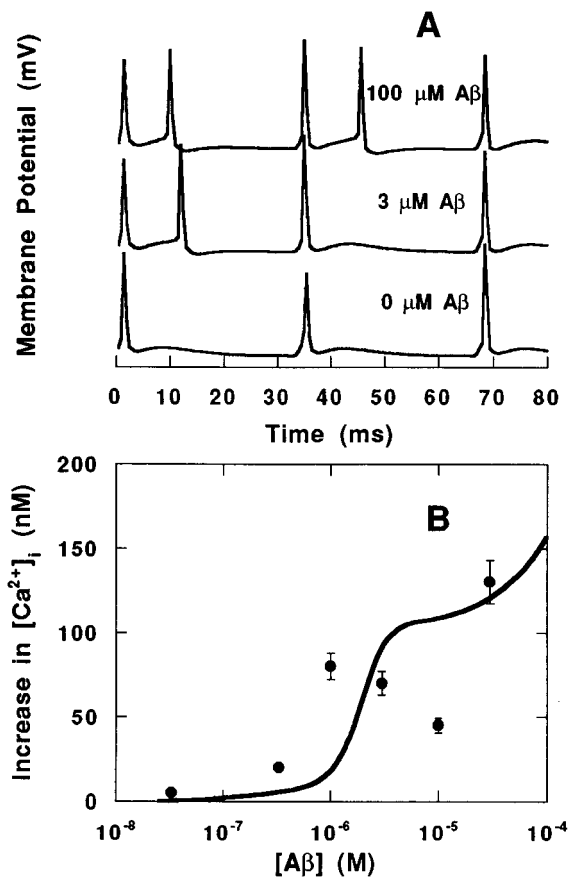 A
Membrane Potential (mV)
100 μM Aβ
3 μM Aβ
0 μM Aβ
0 10 20 30 40 50 60 70 80
Time (ms)
B
Increase in [Ca²⁺]ᵢ (nM)
200
150
100
50
0
10⁻⁸ 10⁻⁷ 10⁻⁶ 10⁻⁵ 10⁻⁴
[Aβ] (M)